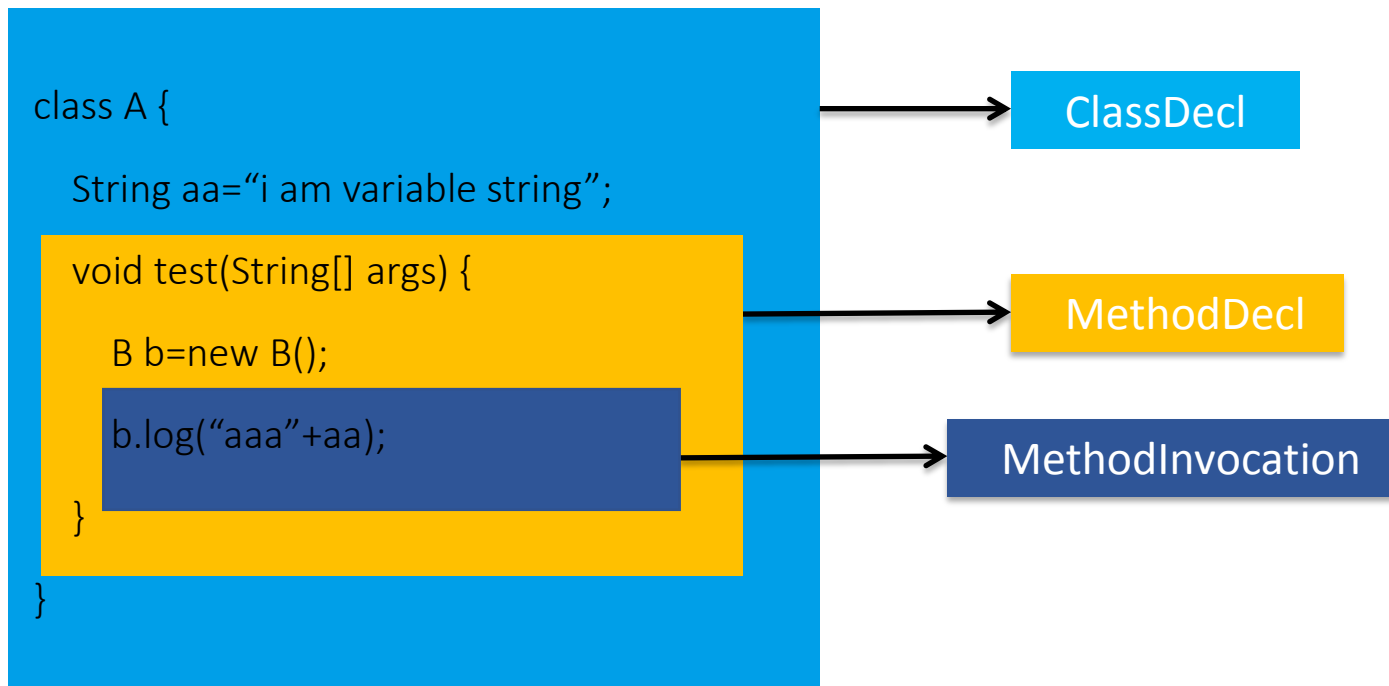 class A {
String aa=“i am variable string”;
void test(String[] args) {
B b=new B();
b.log(“aaa”+aa);
}
}
ClassDecl
MethodDecl
MethodInvocation